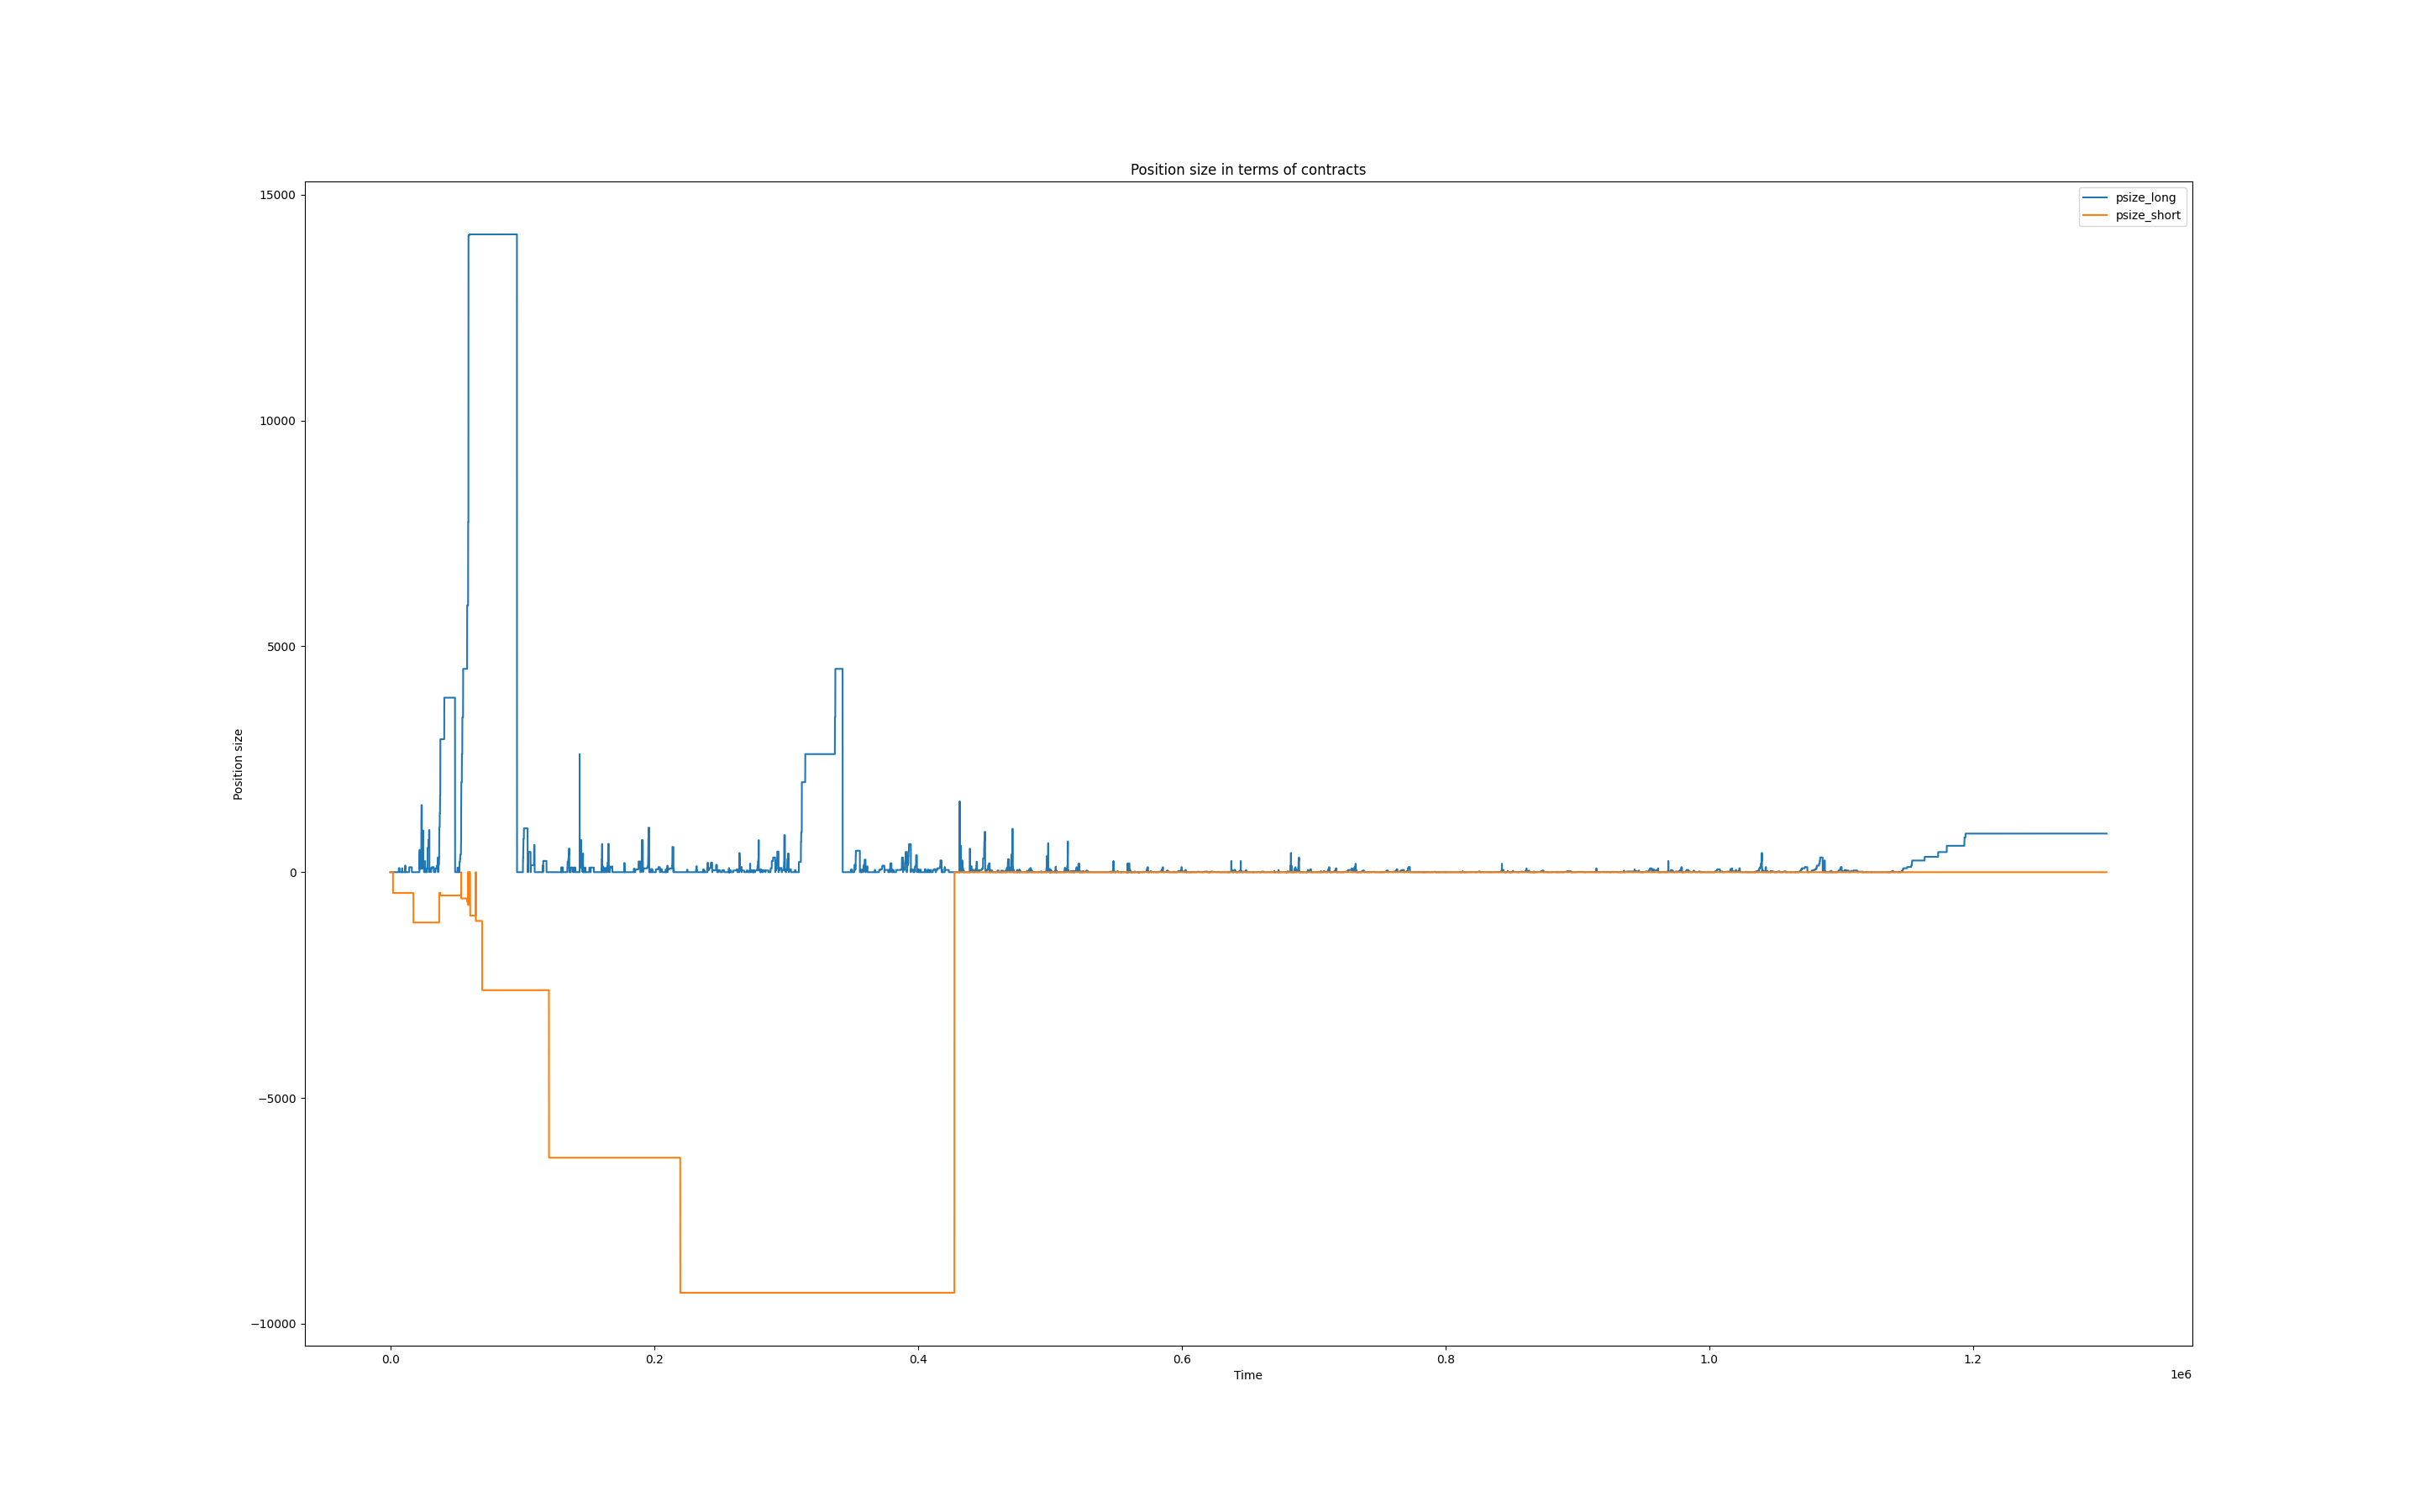 Position size in terms of contracts
psize_long
psize_short
15000
10000
5000
0
−5000
−10000
Position size
0.0 0.2 0.4 0.6 0.8 1.0 1.2
Time
1e6